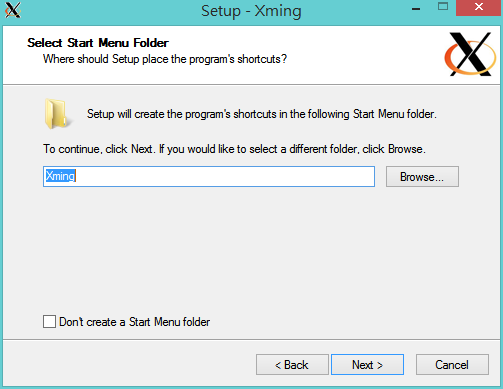 Setup - Xming
Select Start Menu Folder
Where should Setup place the program's shortcuts?
Setup will create the program's shortcuts in the following Start Menu folder.
To continue, click Next. If you would like to select a different folder, click Browse.
Xming
Browse...
Don't create a Start Menu folder
< Back
Next >
Cancel